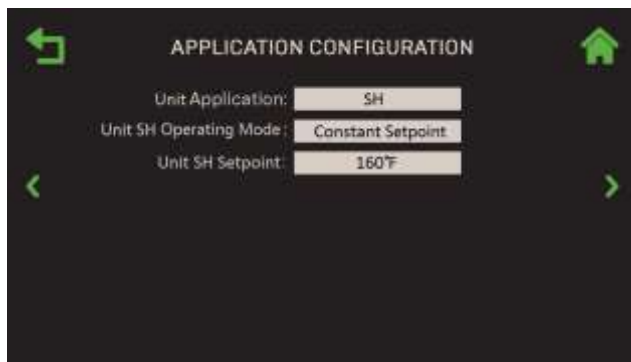 APPLICATION CONFIGURATION
Unit Application: SH
Unit SH Operating Mode: Constant Setpoint
Unit SH Setpoint: 160°F